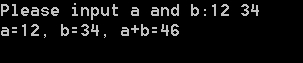 Please input a and b:12 34
a=12, b=34, a+b=46